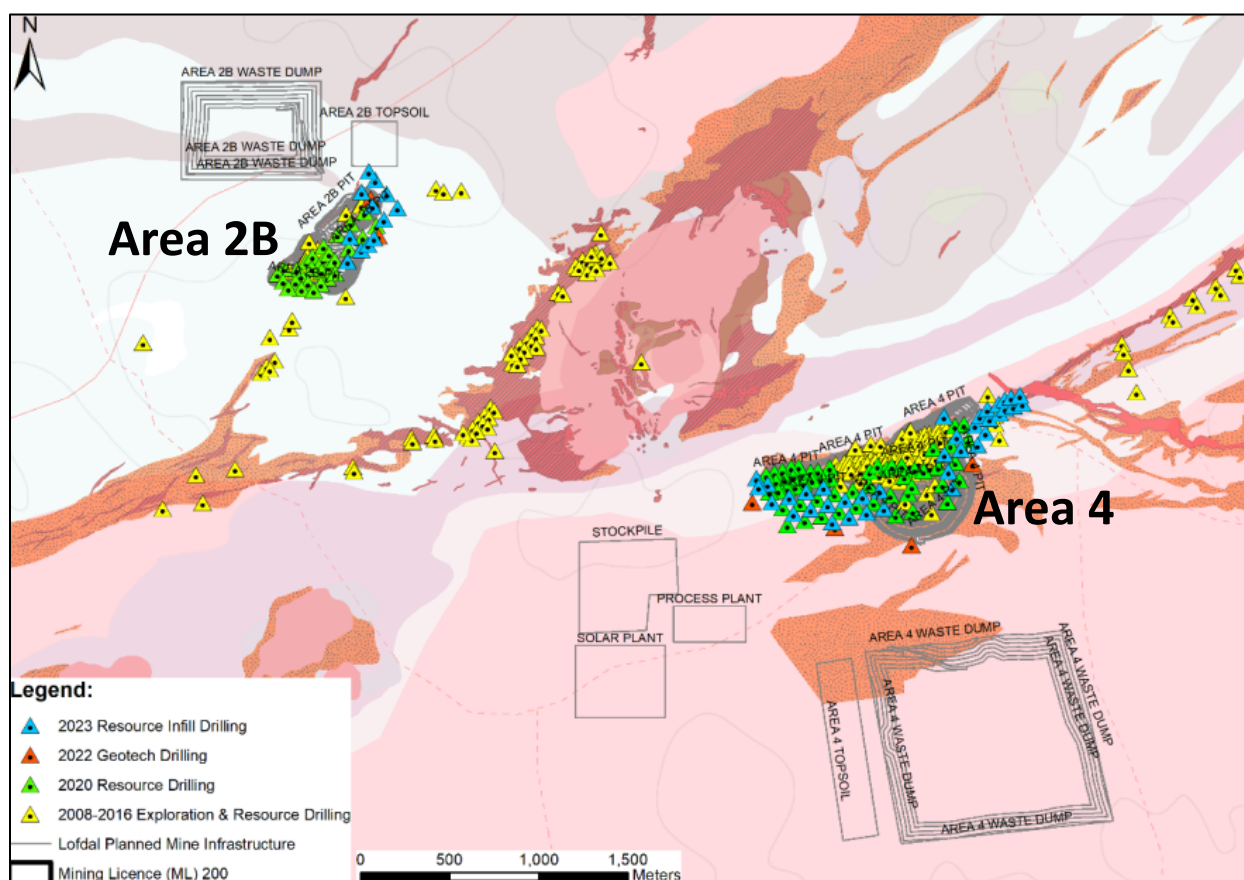 N
AREA 2B WASTE DUMP
AREA 2B TOPSOIL
AREA 2B WASTE DUMP
AREA 2B WASTE DUMP
AREA 2B PIT
Area 2B
AREA 4 PIT
AREA 4 PIT
AREA 4 PIT
Area 4
STOCKPILE
PROCESS PLANT
SOLAR PLANT
AREA 4 WASTE DUMP
AREA 4 WASTE DUMP
AREA 4 WASTE DUMP
AREA 4 WASTE DUMP
AREA 4 TOPSOIL
AREA 4 WASTE DUMP
Legend:
2023 Resource Infill Drilling
2022 Geotech Drilling
2020 Resource Drilling
2008-2016 Exploration & Resource Drilling
Lofdal Planned Mine Infrastructure
Mining Licence (ML) 200
0 500 1,000 1,500
Meters